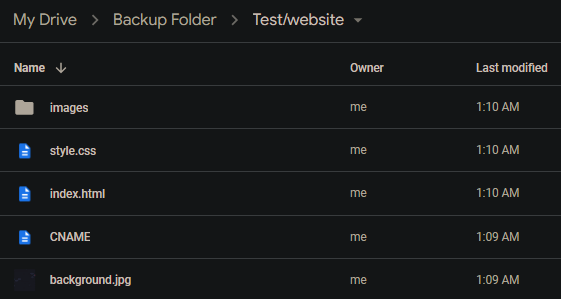 My Drive > Backup Folder > Test/website
Name Owner Last modified
images me 1:10 AM
style.css me 1:10 AM
index.html me 1:10 AM
CNAME me 1:09 AM
background.jpg me 1:09 AM